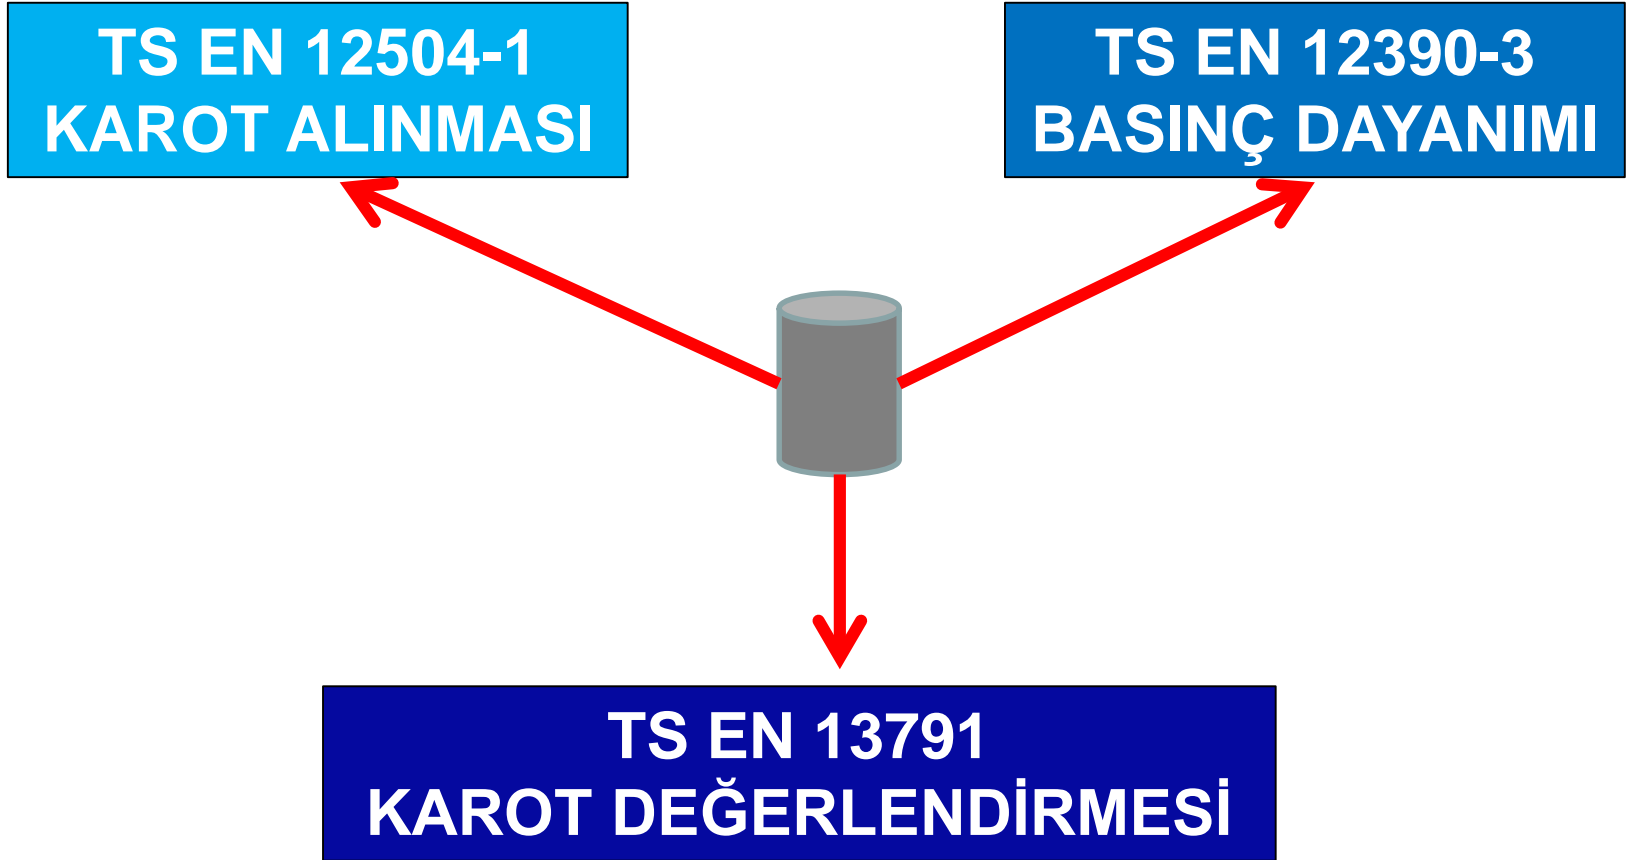 TS EN 12504-1
KAROT ALINMASI
TS EN 12390-3
BASINÇ DAYANIMI
TS EN 13791
KAROT DEĞERLENDİRMESİ